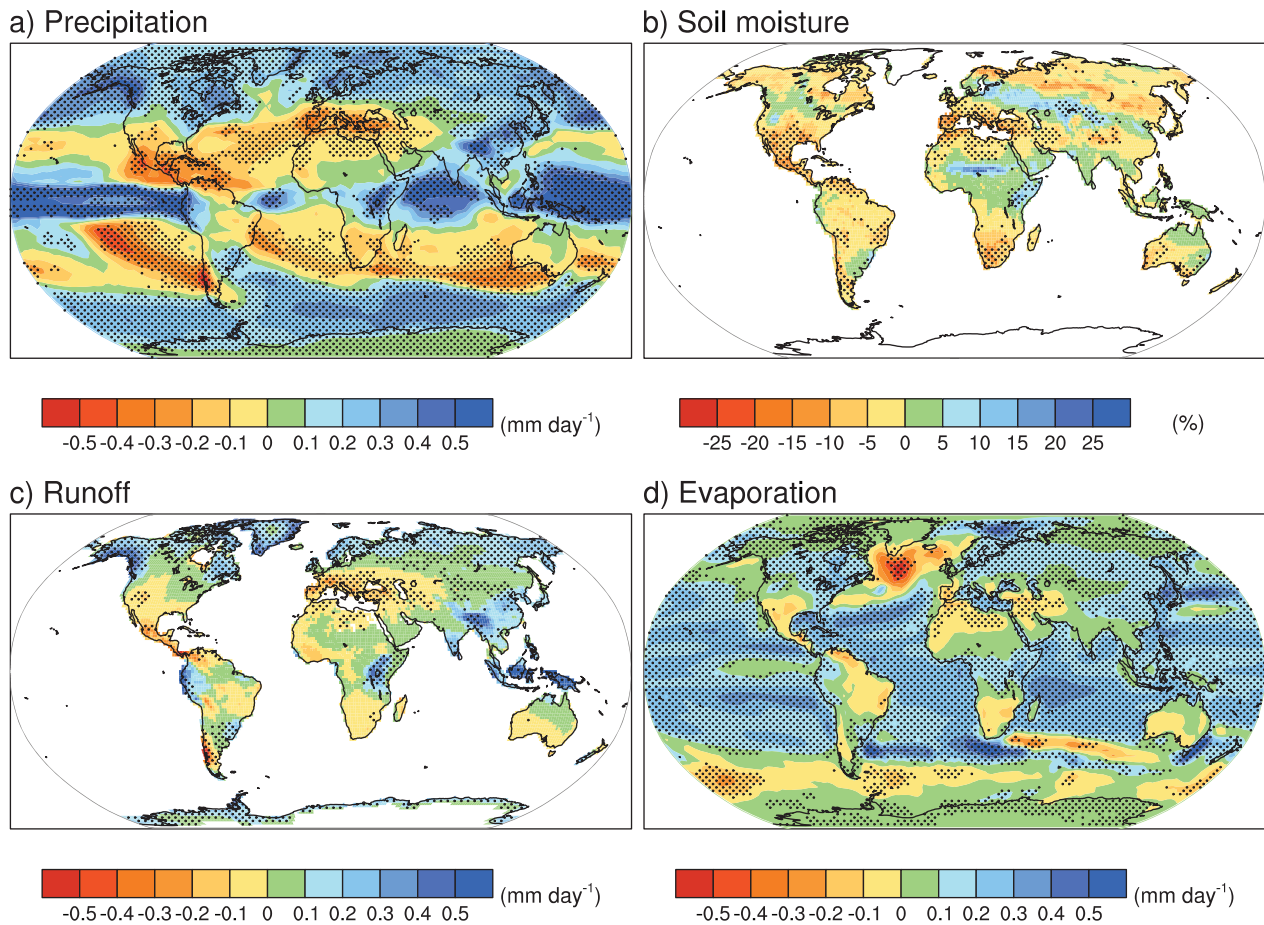 a) Precipitation
b) Soil moisture
-0.5 -0.4 -0.3 -0.2 -0.1 0 0.1 0.2 0.3 0.4 0.5 (mm day⁻¹)
-25 -20 -15 -10 -5 0 5 10 15 20 25 (%)
c) Runoff
d) Evaporation
-0.5 -0.4 -0.3 -0.2 -0.1 0 0.1 0.2 0.3 0.4 0.5 (mm day⁻¹)
-0.5 -0.4 -0.3 -0.2 -0.1 0 0.1 0.2 0.3 0.4 0.5 (mm day⁻¹)